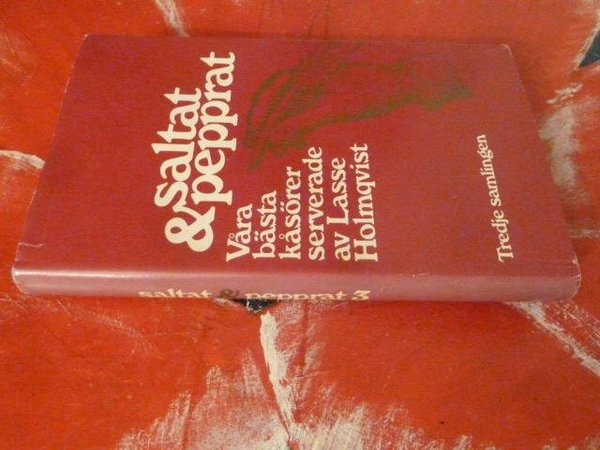 saltat
& pepprat
Våra
bästa
kåsörer
serverade
av Lasse
Holmqvist
Tredje samlingen
saltat & pepprat 3